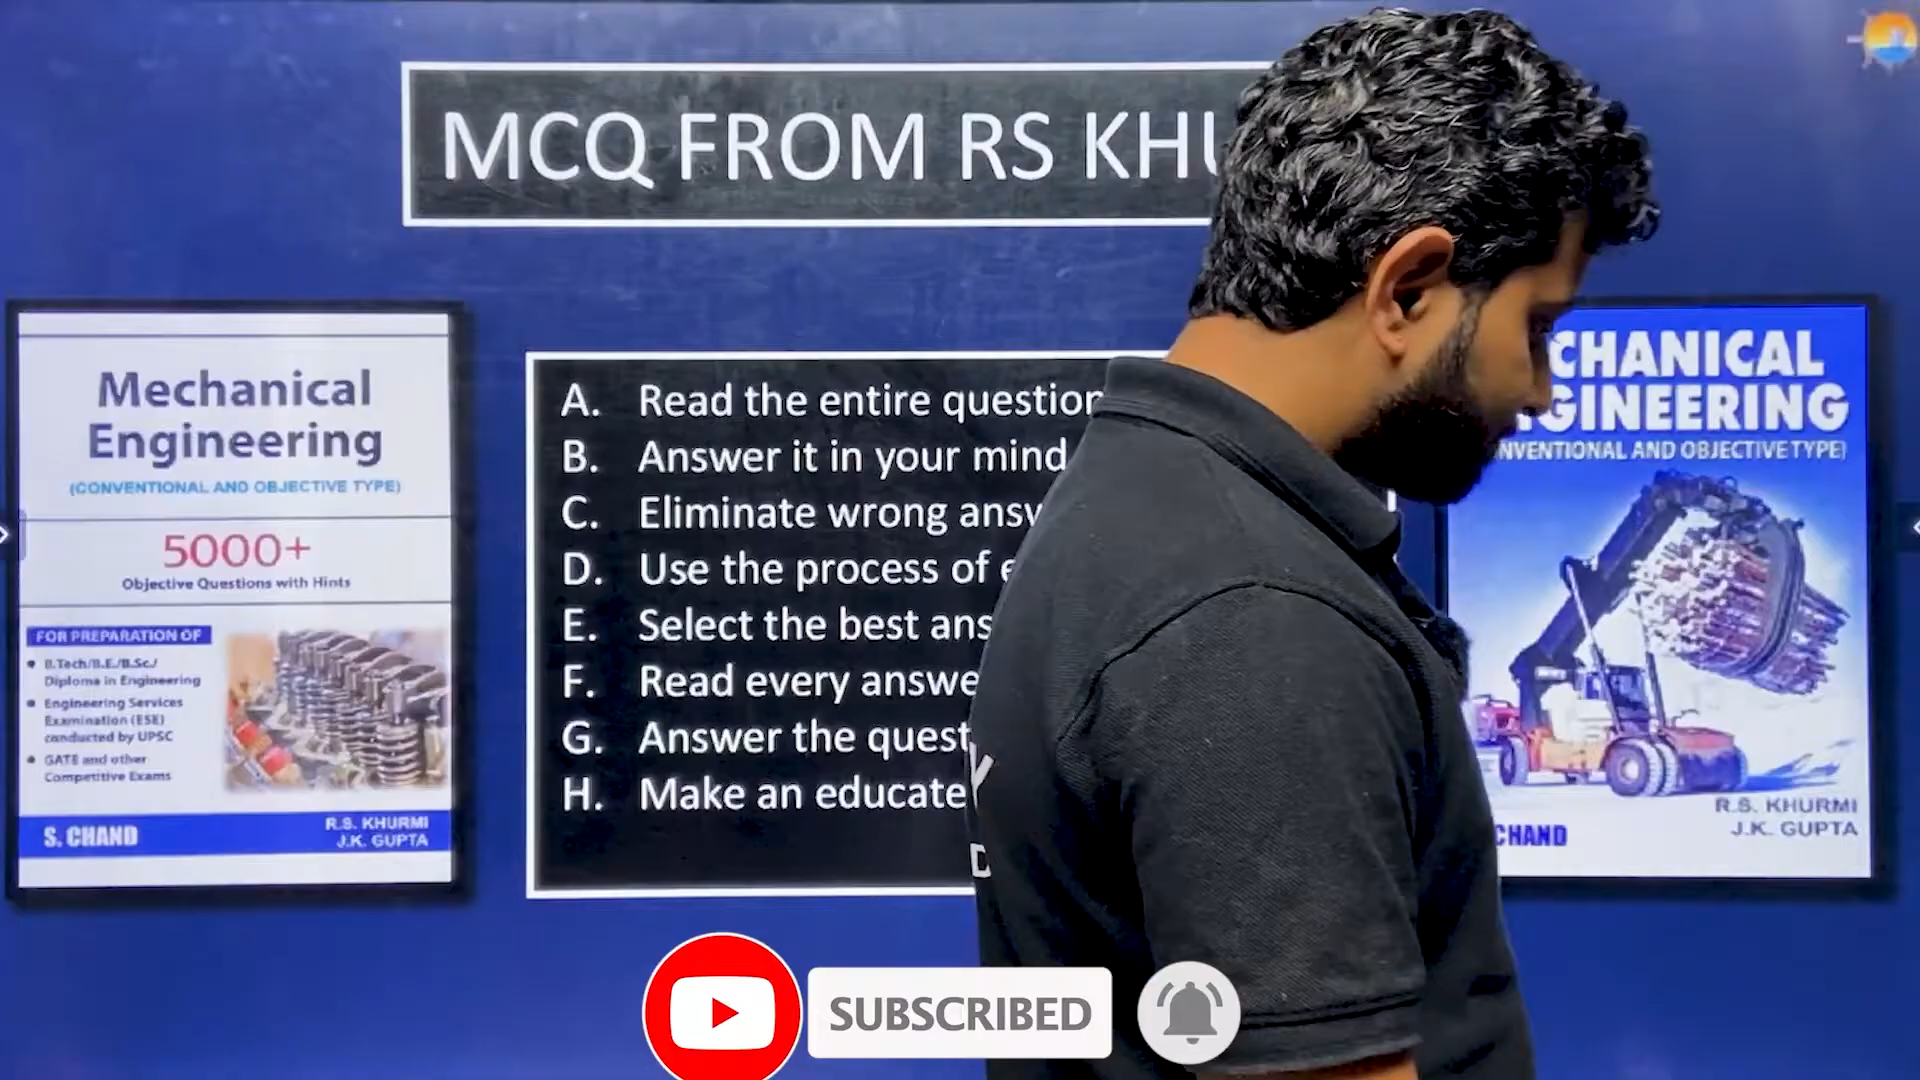 MCQ FROM RS KHU
Mechanical
Engineering
(CONVENTIONAL AND OBJECTIVE TYPE)
5000+
Objective Questions with Hints
FOR PREPARATION OF
• B.Tech/B.E./B.Sc./
Diploma in Engineering
• Engineering Services
Examination (ESE)
conducted by UPSC
• GATE and other
Competitive Exams
S. CHAND
R.S. KHURMI
J.K. GUPTA
A. Read the entire question
B. Answer it in your mind
C. Eliminate wrong answ
D. Use the process of e
E. Select the best ans
F. Read every answe
G. Answer the quest
H. Make an educate
CHANICAL
GINEERING
NVENTIONAL AND OBJECTIVE TYPE)
R.S. KHURMI
J.K. GUPTA
CHAND
SUBSCRIBED